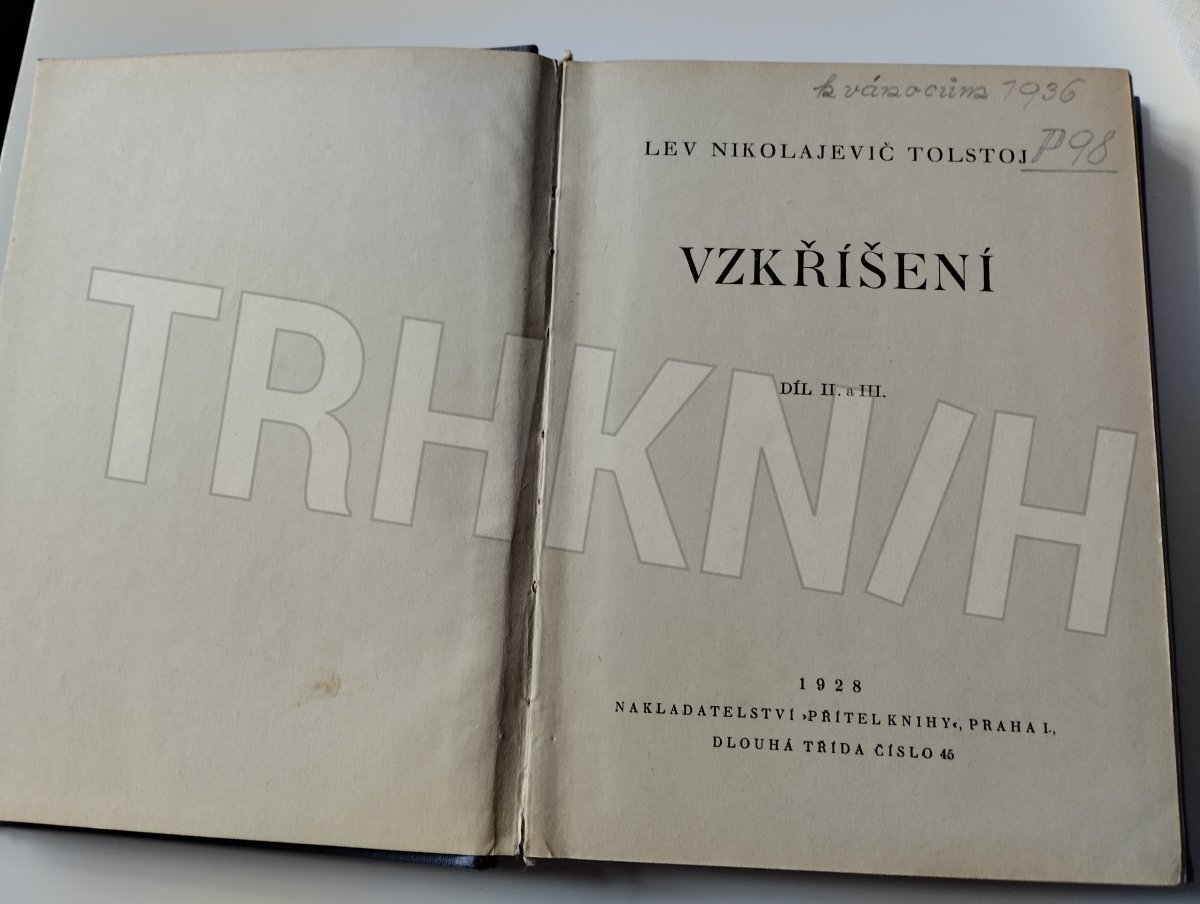 k vánocům 1936
LEV NIKOLAJEVIČ TOLSTOJ
P98
VZKŘÍŠENÍ
DÍL II. a III.
TRHKN/H
1928
NAKLADATELSTVÍ »PŘÍTEL KNIHY«, PRAHA I.,
DLOUHÁ TŘÍDA ČÍSLO 45